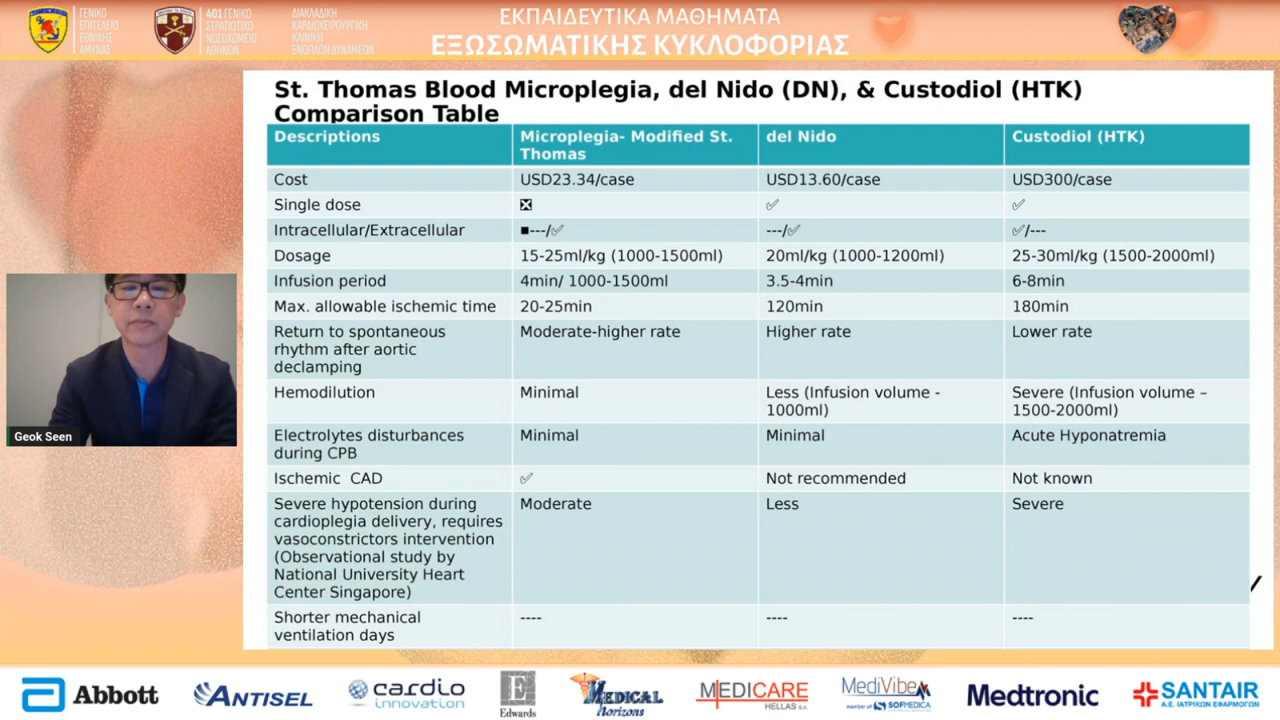 ΓΕΝΙΚΟ
ΕΠΙΤΕΛΕΙΟ
ΕΘΝΙΚΗΣ
ΑΜΥΝΑΣ
401 ΓΕΝΙΚΟ
ΣΤΡΑΤΙΩΤΙΚΟ
ΝΟΣΟΚΟΜΕΙΟ
ΑΘΗΝΩΝ
ΔΙΑΚΛΑΔΙΚΗ
ΚΑΡΔΙΟΧΕΙΡΟΥΡΓΙΚΗ
ΚΛΙΝΙΚΗ
ΕΝΟΠΛΩΝ ΔΥΝΑΜΕΩΝ
ΕΚΠΑΙΔΕΥΤΙΚΑ ΜΑΘΗΜΑΤΑ
ΕΞΩΣΩΜΑΤΙΚΗΣ ΚΥΚΛΟΦΟΡΙΑΣ
St. Thomas Blood Microplegia, del Nido (DN), & Custodiol (HTK)
Comparison Table
Descriptions
Microplegia- Modified St.
Thomas
del Nido
Custodiol (HTK)
Cost
USD23.34/case
USD13.60/case
USD300/case
Single dose
❎
✅
✅
Intracellular/Extracellular
■---/✅
---/✅
✅/---
Dosage
15-25ml/kg (1000-1500ml)
20ml/kg (1000-1200ml)
25-30ml/kg (1500-2000ml)
Infusion period
4min/ 1000-1500ml
3.5-4min
6-8min
Max. allowable ischemic time
20-25min
120min
180min
Return to spontaneous
rhythm after aortic
declamping
Moderate-higher rate
Higher rate
Lower rate
Hemodilution
Minimal
Less (Infusion volume -
1000ml)
Severe (Infusion volume –
1500-2000ml)
Electrolytes disturbances
during CPB
Minimal
Minimal
Acute Hyponatremia
Ischemic  CAD
✅
Not recommended
Not known
Severe hypotension during
cardioplegia delivery, requires
vasoconstrictors intervention
(Observational study by
National University Heart
Center Singapore)
Moderate
Less
Severe
Shorter mechanical
ventilation days
----
----
----
Geok Seen
Abbott
ANTISEL
cardio
innovation
Edwards
MEDICAL
Horizons
MEDICARE
HELLAS S.A.
MediVibe
member of SOFMEDICA
Medtronic
SANTAIR
Α.Ε. ΙΑΤΡΙΚΩΝ ΕΦΑΡΜΟΓΩΝ